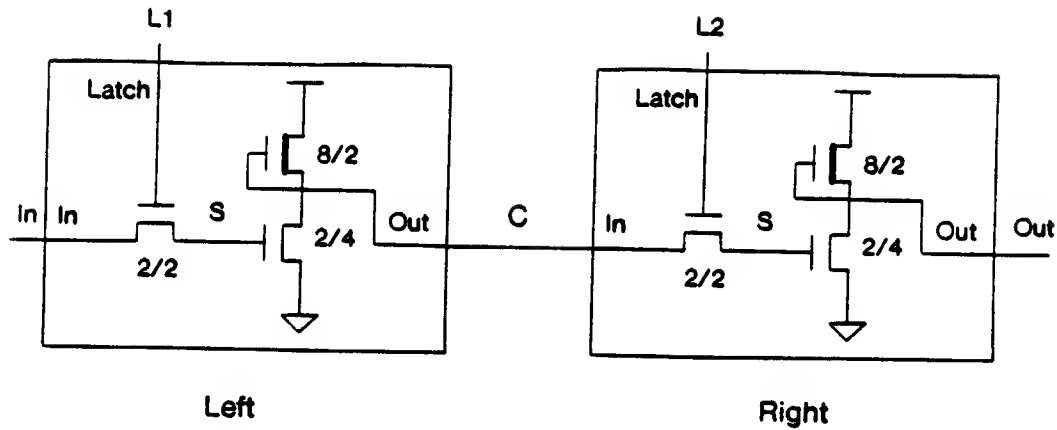 L1
L2
Latch
Latch
8/2
8/2
In
In
S
2/4
Out
C
In
S
2/4
Out
Out
2/2
2/2
Left
Right